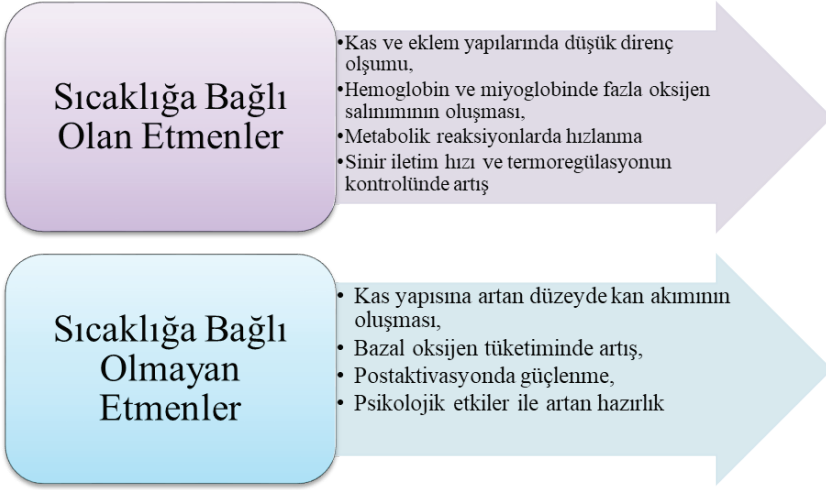 Sıcaklığa Bağlı
Olan Etmenler
•Kas ve eklem yapılarında düşük direnç
olşumu,
•Hemoglobin ve miyoglobinde fazla oksijen
salınımının oluşması,
•Metabolik reaksiyonlarda hızlanma
•Sinir iletim hızı ve termoregülasyonun
kontrolünde artış
Sıcaklığa Bağlı
Olmayan
Etmenler
• Kas yapısına artan düzeyde kan akımının
oluşması,
• Bazal oksijen tüketiminde artış,
• Postaktivasyonda güçlenme,
• Psikolojik etkiler ile artan hazırlık